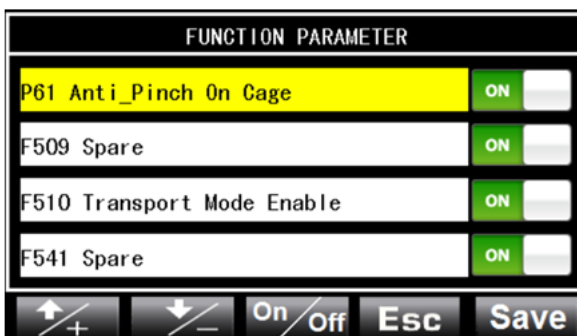 FUNCTION PARAMETER
P61 Anti_Pinch On Cage ON
F509 Spare ON
F510 Transport Mode Enable ON
F541 Spare ON
↑/+ ↓/- On/Off Esc Save